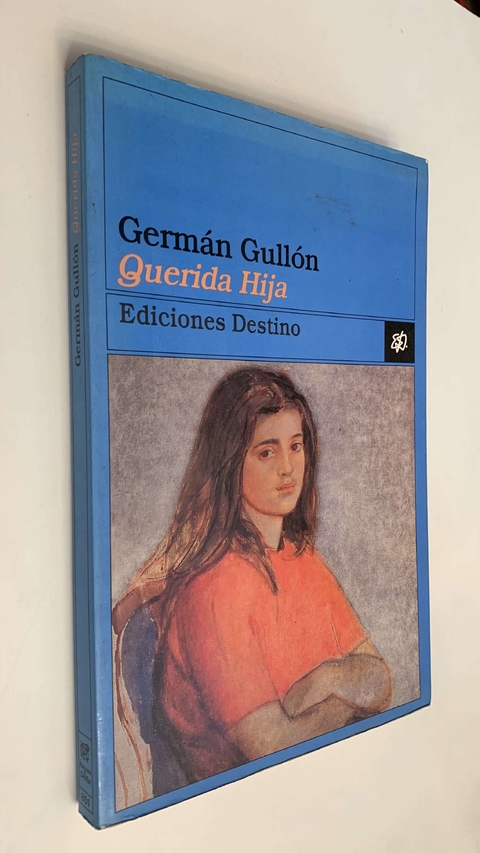 Germán Gullón
Querida Hija
Ediciones Destino
Germán Gullón Querida Hija